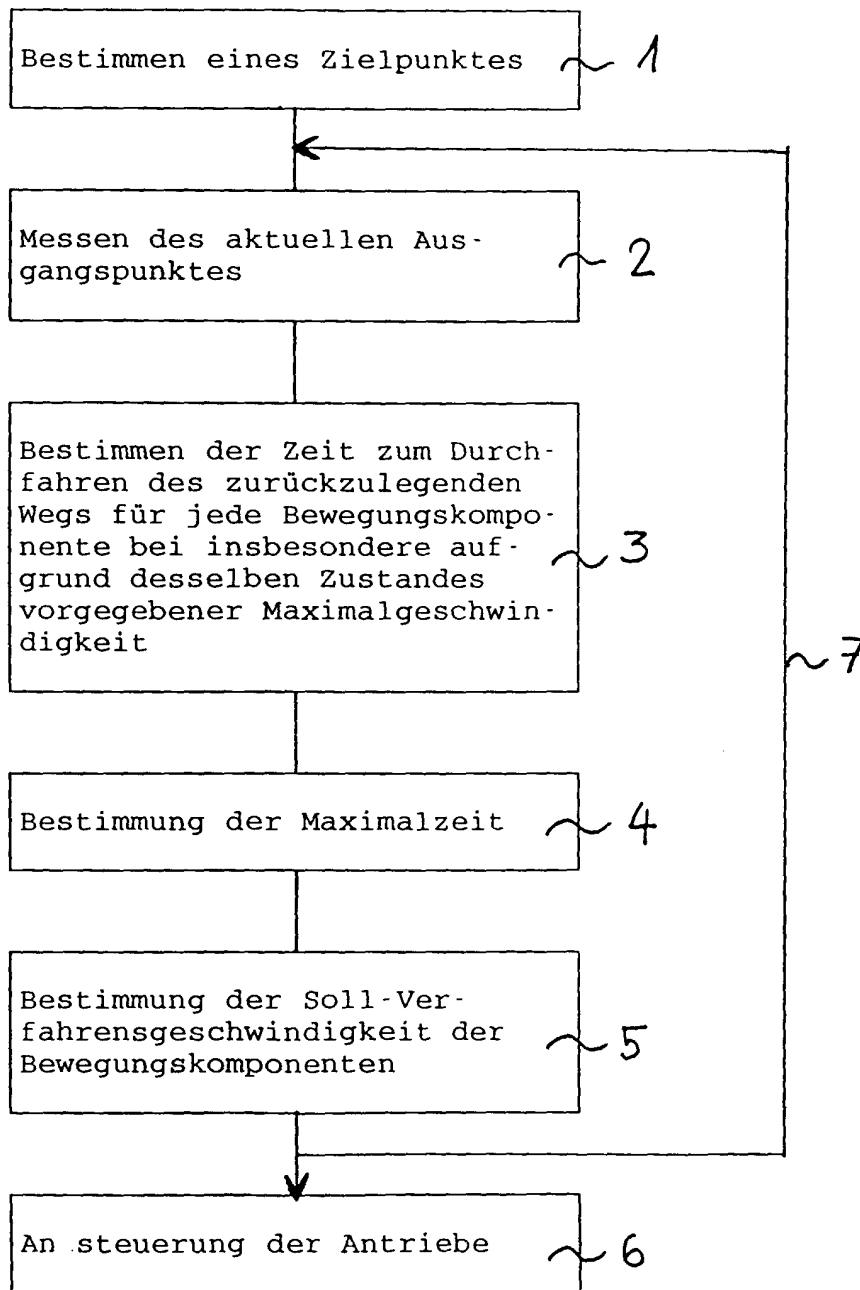 Bestimmen eines Zielpunktes 1
Messen des aktuellen Aus-
gangspunktes 2
Bestimmen der Zeit zum Durch-
fahren des zurückzulegenden
Wegs für jede Bewegungskompo-
nente bei insbesondere auf-
grund desselben Zustandes 3
vorgegebener Maximalgeschwin-
digkeit
7
Bestimmung der Maximalzeit 4
Bestimmung der Soll-Ver-
fahrensgeschwindigkeit der
Bewegungskomponenten 5
An steuerung der Antriebe 6